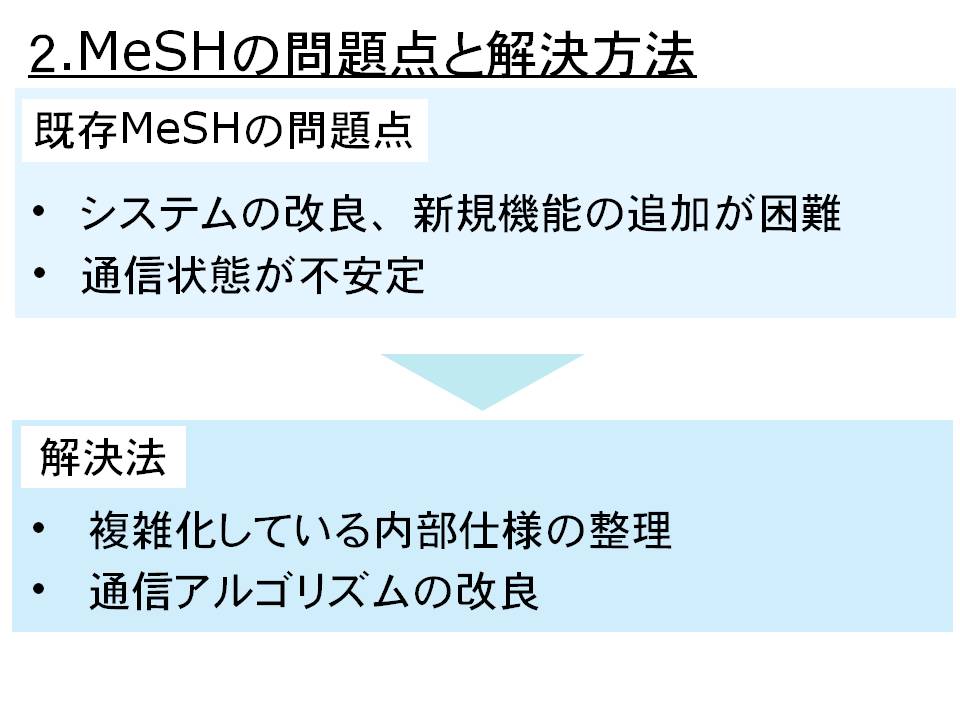 2.MeSHの問題点と解決方法
既存MeSHの問題点
• システムの改良、新規機能の追加が困難
• 通信状態が不安定
解決法
• 複雑化している内部仕様の整理
• 通信アルゴリズムの改良